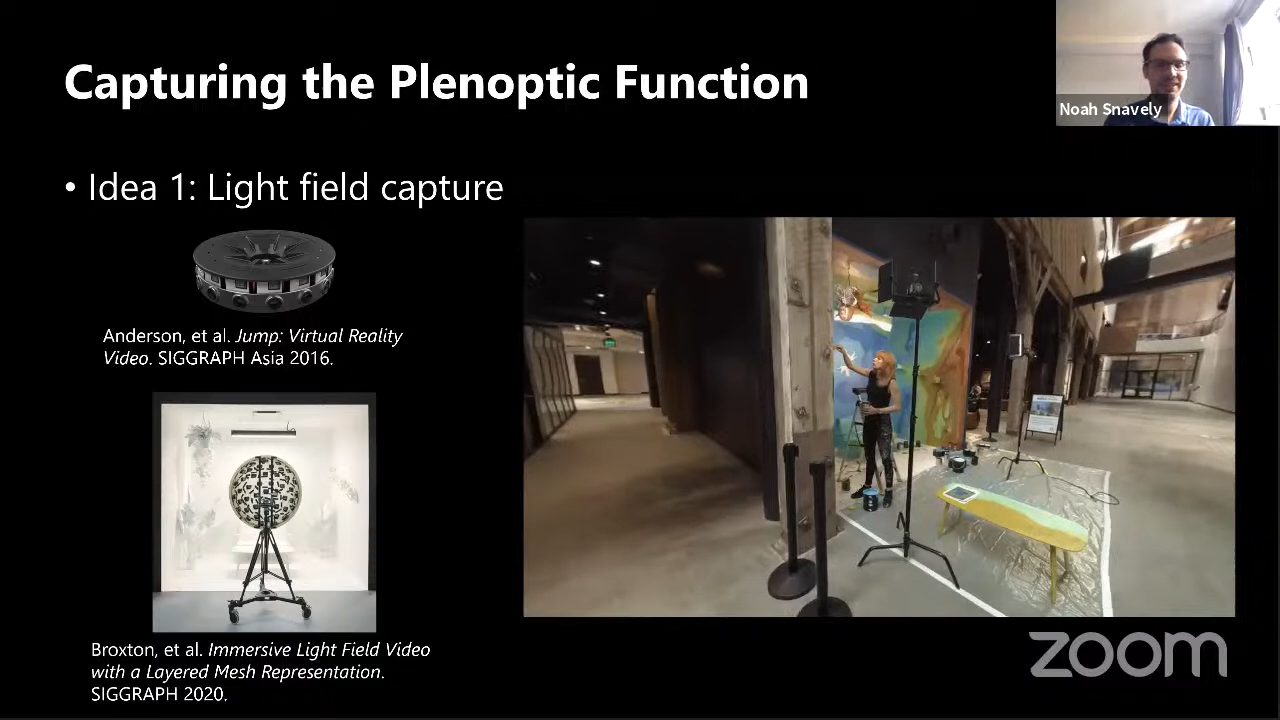 Capturing the Plenoptic Function
Noah Snavely
• Idea 1: Light field capture
Anderson, et al. Jump: Virtual Reality
Video. SIGGRAPH Asia 2016.
Broxton, et al. Immersive Light Field Video
with a Layered Mesh Representation.
SIGGRAPH 2020.
zoom